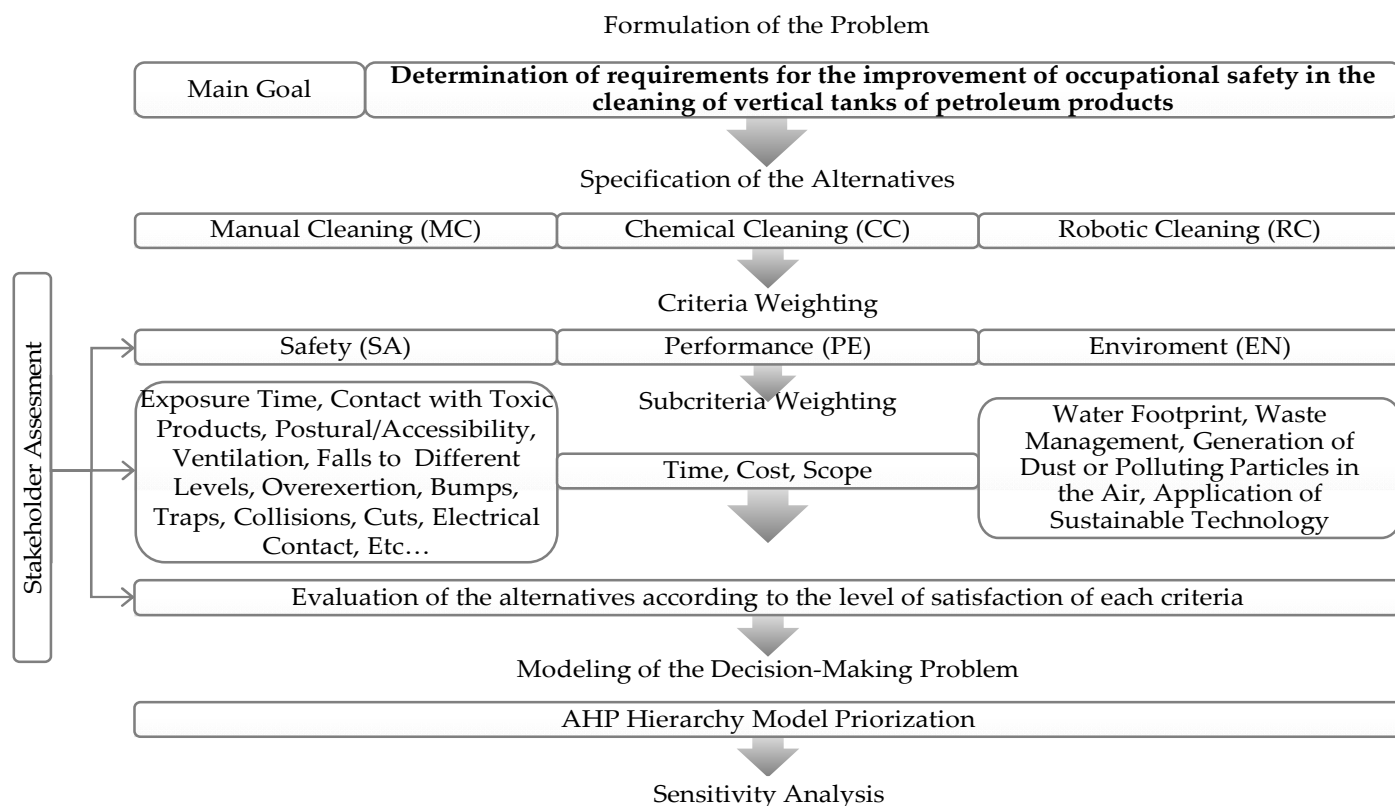 Formulation of the Problem
Main Goal
Determination of requirements for the improvement of occupational safety in the
cleaning of vertical tanks of petroleum products
Specification of the Alternatives
Manual Cleaning (MC)
Chemical Cleaning (CC)
Robotic Cleaning (RC)
Criteria Weighting
Stakeholder Assesment
Safety (SA)
Performance (PE)
Enviroment (EN)
Subcriteria Weighting
Exposure Time, Contact with Toxic
Products, Postural/Accessibility,
Ventilation, Falls to Different
Levels, Overexertion, Bumps,
Traps, Collisions, Cuts, Electrical
Contact, Etc…
Time, Cost, Scope
Water Footprint, Waste
Management, Generation of
Dust or Polluting Particles in
the Air, Application of
Sustainable Technology
Evaluation of the alternatives according to the level of satisfaction of each criteria
Modeling of the Decision-Making Problem
AHP Hierarchy Model Priorization
Sensitivity Analysis